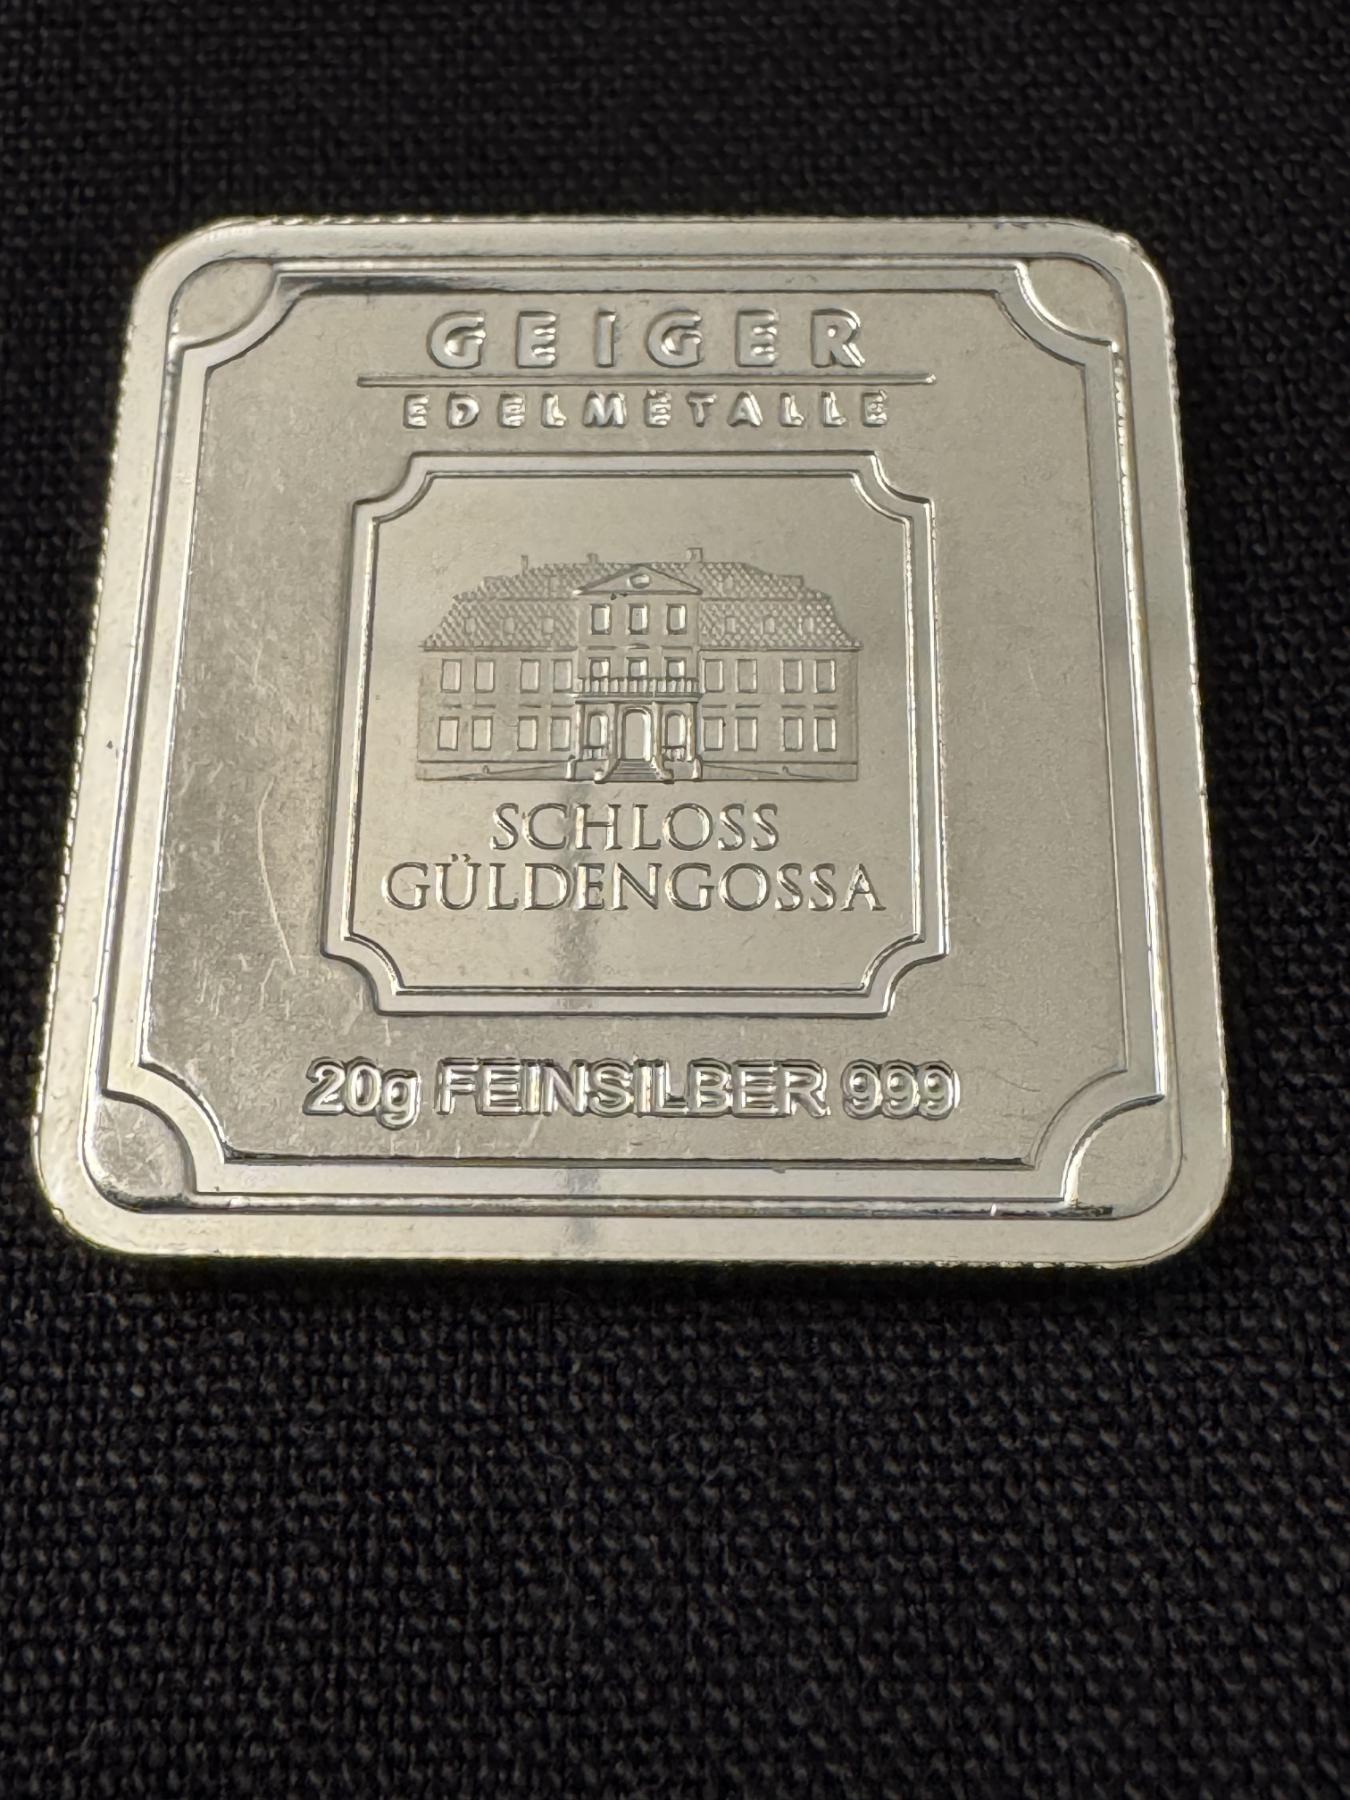 GEIGER
EDELMETALLE
SCHLOSS
GÜLDENGOSSA
20g FEINSILBER 999